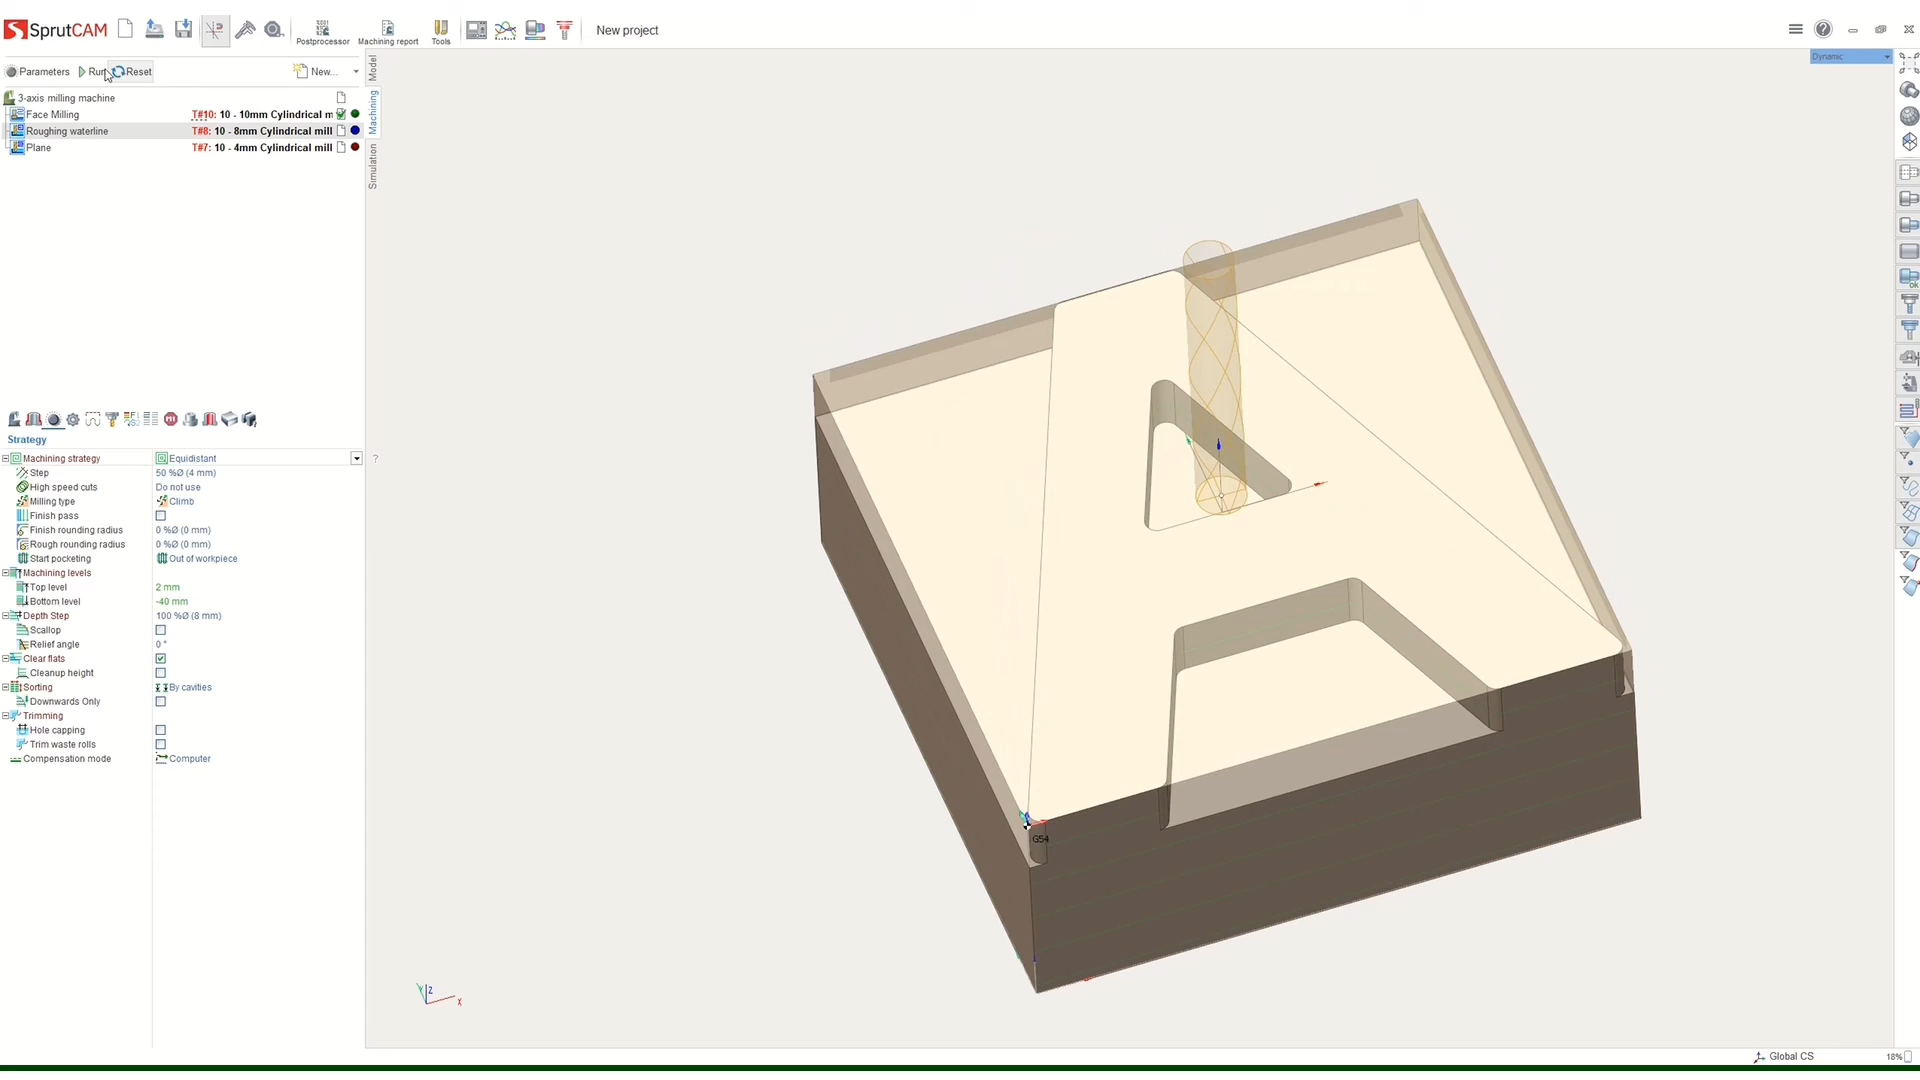 SprutCAM
Postprocessor
Machining report
Tools
New project
Parameters
Run
Reset
New...
Dynamic
3-axis milling machine
Face Milling T#10: 10 - 10mm Cylindrical m
Roughing waterline T#8: 10 - 8mm Cylindrical mill
Plane T#7: 10 - 4mm Cylindrical mill
Model
Machining
Simulation
Strategy
Machining strategy Equidistant
?
Step 50 %Ø (4 mm)
High speed cuts Do not use
Milling type Climb
Finish pass
Finish rounding radius 0 %Ø (0 mm)
Rough rounding radius 0 %Ø (0 mm)
Start pocketing Out of workpiece
Machining levels
Top level 2 mm
Bottom level -40 mm
Depth Step 100 %Ø (8 mm)
Scallop
Relief angle 0 °
Clear flats
Cleanup height
Sorting By cavities
Downwards Only
Trimming
Hole capping
Trim waste rolls
Compensation mode Computer
G54
Y
Z
X
Global CS
18%